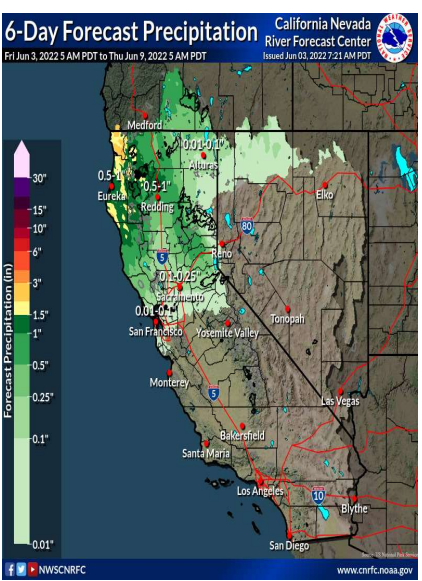 6-Day Forecast Precipitation
California Nevada
River Forecast Center
Fri Jun 3, 2022 5 AM PDT to Thu Jun 9, 2022 5 AM PDT
Issued Jun 03, 2022 7:21 AM PDT
Medford
0.01-0.1"
Alturas
0.5-1"
Eureka
0.5-1"
Redding
Elko
80
Reno
5
0.1-0.25"
Sacramento
0.01-0.1"
San Francisco
Yosemite Valley
Tonopah
Monterey
5
Las Vegas
Bakersfield
Santa Maria
Los Angeles
10
Blythe
San Diego
Forecast Precipitation (in)
30"
15"
10"
6"
3"
1.5"
1"
0.5"
0.25"
0.1"
0.01"
Source: US National Park Service
NWSCNRFC
www.cnrfc.noaa.gov